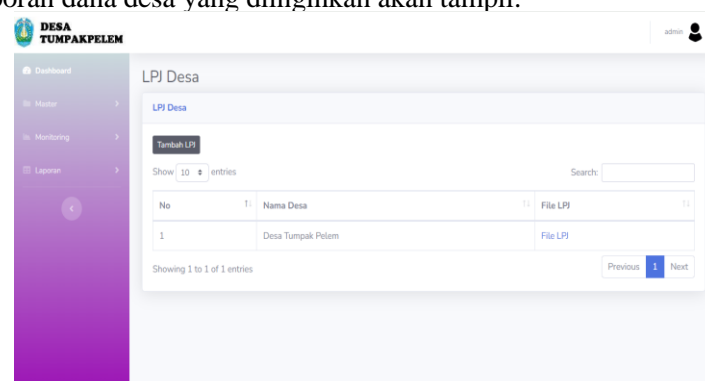 poran dana desa yang diinginkan akan tampil.
DESA
TUMPAKPELEM
admin
Dashboard
LPJ Desa
Master
LPJ Desa
Monitoring
Tambah LPJ
Laporan
Show 10 entries
Search:
No Nama Desa File LPJ
1 Desa Tumpak Pelem File LPJ
Showing 1 to 1 of 1 entries
Previous 1 Next